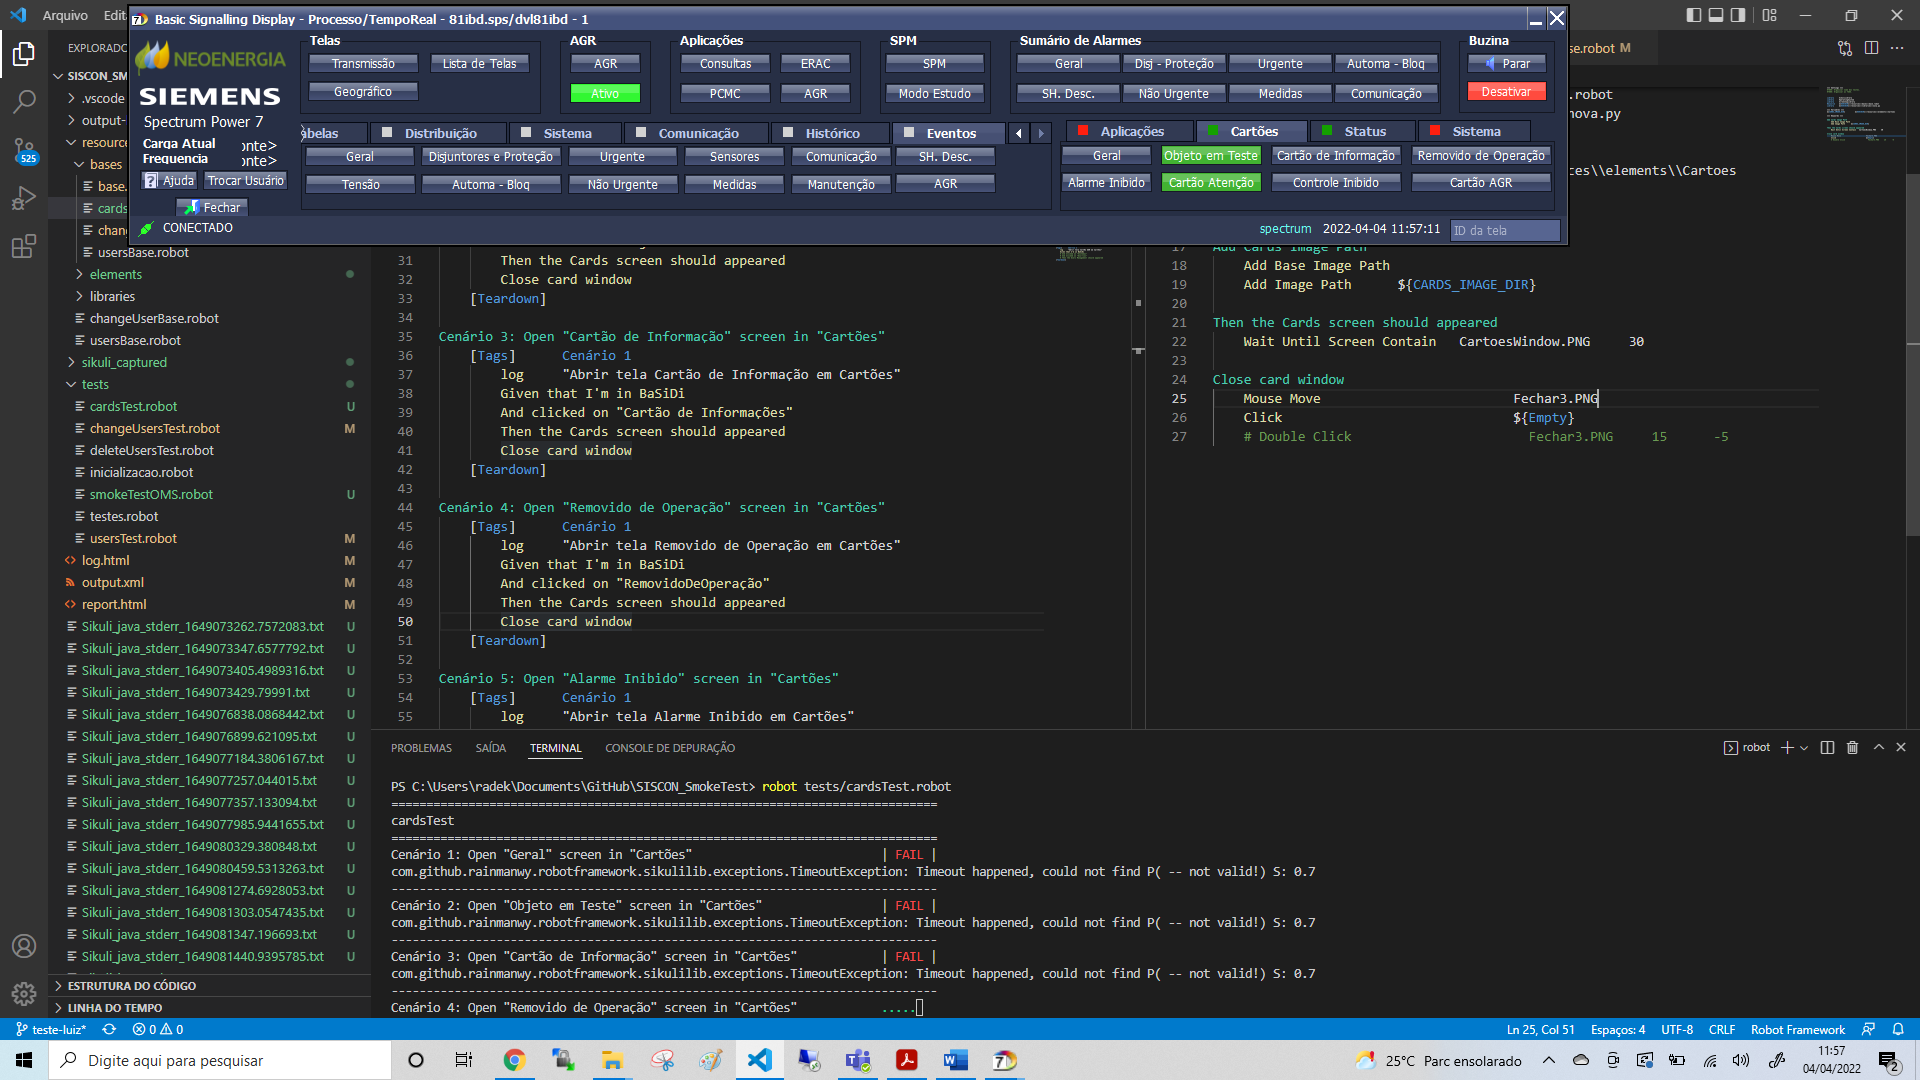 Arquivo
Basic Signalling Display - Processo/TempoReal - 81ibd.sps/dvl81ibd - 1
NEOENERGIA
SIEMENS
Spectrum Power 7
Carga Atual
Frequencia
onte>
onte>
Ajuda
Trocar Usuário
Fechar
CONECTADO
Telas
Transmissão
Lista de Telas
Geográfico
AGR
AGR
Ativo
Aplicações
Consultas
ERAC
PCMC
AGR
SPM
SPM
Modo Estudo
Sumário de Alarmes
Geral
Disj - Proteção
Urgente
Automa - Bloq
SH. Desc.
Não Urgente
Medidas
Comunicação
Buzina
Parar
Desativar
abelas
Distribuição
Sistema
Comunicação
Histórico
Eventos
Geral
Disjuntores e Proteção
Urgente
Sensores
Comunicação
SH. Desc.
Tensão
Automa - Bloq
Não Urgente
Medidas
Manutenção
AGR
Aplicações
Cartões
Status
Sistema
Geral
Objeto em Teste
Cartão de Informação
Removido de Operação
Alarme Inibido
Cartão Atenção
Controle Inibido
Cartão AGR
spectrum
2022-04-04 11:57:11
ID da tela
SISCON_SM
.vscode
output-
bases
base.
cards
usersBase.robot
elements
libraries
changeUserBase.robot
usersBase.robot
sikuli_captured
tests
cardsTest.robot U
changeUsersTest.robot M
deleteUsersTest.robot
inicializacao.robot
smokeTestOMS.robot U
testes.robot
usersTest.robot M
log.html M
output.xml M
report.html M
Sikuli_java_stderr_1649073262.7572083.txt U
Sikuli_java_stderr_1649073347.6577792.txt U
Sikuli_java_stderr_1649073405.4989316.txt U
Sikuli_java_stderr_1649073429.79991.txt U
Sikuli_java_stderr_1649076838.0868442.txt U
Sikuli_java_stderr_1649076899.621095.txt U
Sikuli_java_stderr_1649077184.3806167.txt U
Sikuli_java_stderr_1649077257.044015.txt U
Sikuli_java_stderr_1649077357.133094.txt U
Sikuli_java_stderr_1649077985.9441655.txt U
Sikuli_java_stderr_1649080329.380848.txt U
Sikuli_java_stderr_1649080459.5313263.txt U
Sikuli_java_stderr_1649081274.6928053.txt U
Sikuli_java_stderr_1649081303.0547435.txt U
Sikuli_java_stderr_1649081347.196693.txt U
Sikuli_java_stderr_1649081440.9395785.txt U
ESTRUTURA DO CÓDIGO
LINHA DO TEMPO
525
31 Then the Cards screen should appeared
32 Close card window
33 [Teardown]
34
35 Cenário 3: Open "Cartão de Informação" screen in "Cartões"
36 [Tags] Cenário 1
37 log "Abrir tela Cartão de Informação em Cartões"
38 Given that I'm in BaSiDi
39 And clicked on "Cartão de Informações"
40 Then the Cards screen should appeared
41 Close card window
42 [Teardown]
43
44 Cenário 4: Open "Removido de Operação" screen in "Cartões"
45 [Tags] Cenário 1
46 log "Abrir tela Removido de Operação em Cartões"
47 Given that I'm in BaSiDi
48 And clicked on "RemovidoDeOperação"
49 Then the Cards screen should appeared
50 Close card window
51 [Teardown]
52
53 Cenário 5: Open "Alarme Inibido" screen in "Cartões"
54 [Tags] Cenário 1
55 log "Abrir tela Alarme Inibido em Cartões"
se.robot M
.robot
nova.py
ces\\elements\\Cartoes
17 Add Cards Image Path
18 Add Base Image Path
19 Add Image Path ${CARDS_IMAGE_DIR}
20
21 Then the Cards screen should appeared
22 Wait Until Screen Contain CartoesWindow.PNG 30
23
24 Close card window
25 Mouse Move Fechar3.PNG
26 Click ${Empty}
27 # Double Click Fechar3.PNG 15 -5
PROBLEMAS SAÍDA TERMINAL CONSOLE DE DEPURAÇÃO
robot
PS C:\Users\radek\Documents\GitHub\SISCON_SmokeTest> robot tests/cardsTest.robot
==============================================================================
cardsTest
==============================================================================
Cenário 1: Open "Geral" screen in "Cartões" | FAIL |
com.github.rainmanwy.robotframework.sikulilib.exceptions.TimeoutException: Timeout happened, could not find P( -- not valid!) S: 0.7
------------------------------------------------------------------------------
Cenário 2: Open "Objeto em Teste" screen in "Cartões" | FAIL |
com.github.rainmanwy.robotframework.sikulilib.exceptions.TimeoutException: Timeout happened, could not find P( -- not valid!) S: 0.7
------------------------------------------------------------------------------
Cenário 3: Open "Cartão de Informação" screen in "Cartões" | FAIL |
com.github.rainmanwy.robotframework.sikulilib.exceptions.TimeoutException: Timeout happened, could not find P( -- not valid!) S: 0.7
------------------------------------------------------------------------------
Cenário 4: Open "Removido de Operação" screen in "Cartões" .....
teste-luiz* 0 0
Ln 25, Col 51 Espaços: 4 UTF-8 CRLF Robot Framework
Digite aqui para pesquisar
25°C Parc ensolarado
11:57
04/04/2022
2